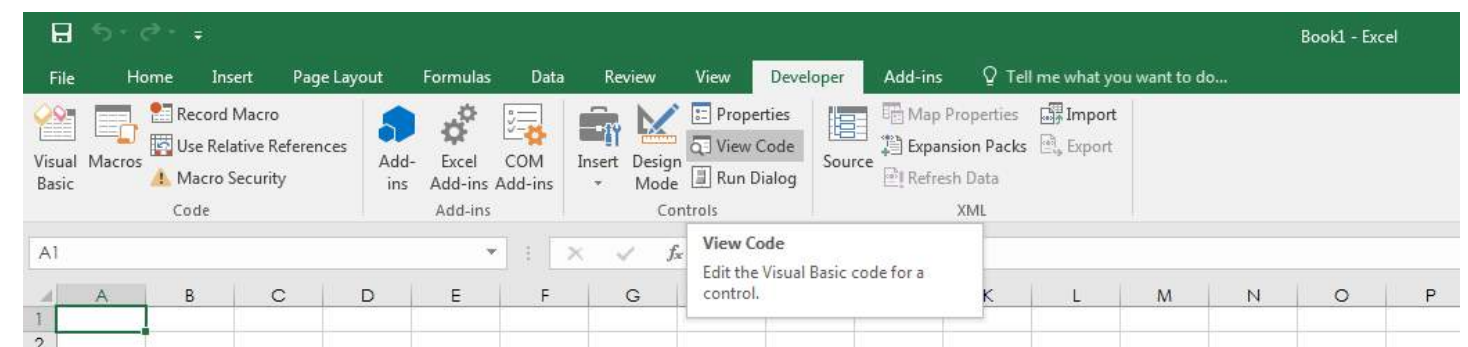 Book1 - Excel
File Home Insert Page Layout Formulas Data Review View Developer Add-ins Tell me what you want to do...
Visual Basic
Macros
Record Macro
Use Relative References
Macro Security
Code
Add-ins
Excel Add-ins
COM Add-ins
Add-ins
Insert
Design Mode
Properties
View Code
Run Dialog
Controls
Source
Map Properties
Expansion Packs
Refresh Data
Import
Export
XML
A1 fx
View Code
Edit the Visual Basic code for a
control.
A B C D E F G K L M N O P
1
2